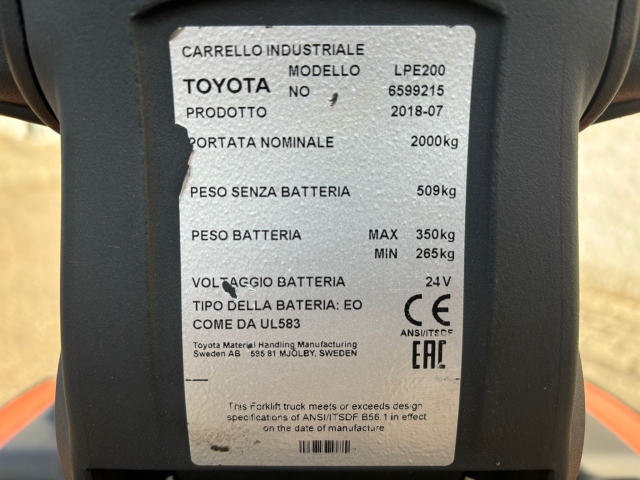 CARRELLO INDUSTRIALE
TOYOTA MODELLO LPE200
NO 6599215
PRODOTTO 2018-07
PORTATA NOMINALE 2000kg
PESO SENZA BATTERIA 509kg
PESO BATTERIA MAX 350kg
MIN 265kg
VOLTAGGIO BATTERIA 24V
TIPO DELLA BATERIA: EO
COME DA UL583
CE
ANSI/ITSDF
Toyota Material Handling Manufacturing
Sweden AB 595 81 MJÖLBY, SWEDEN
EAC
This Forklift truck meets or exceeds design
specifications of ANSI/ITSDF B56.1 in effect
on the date of manufacture